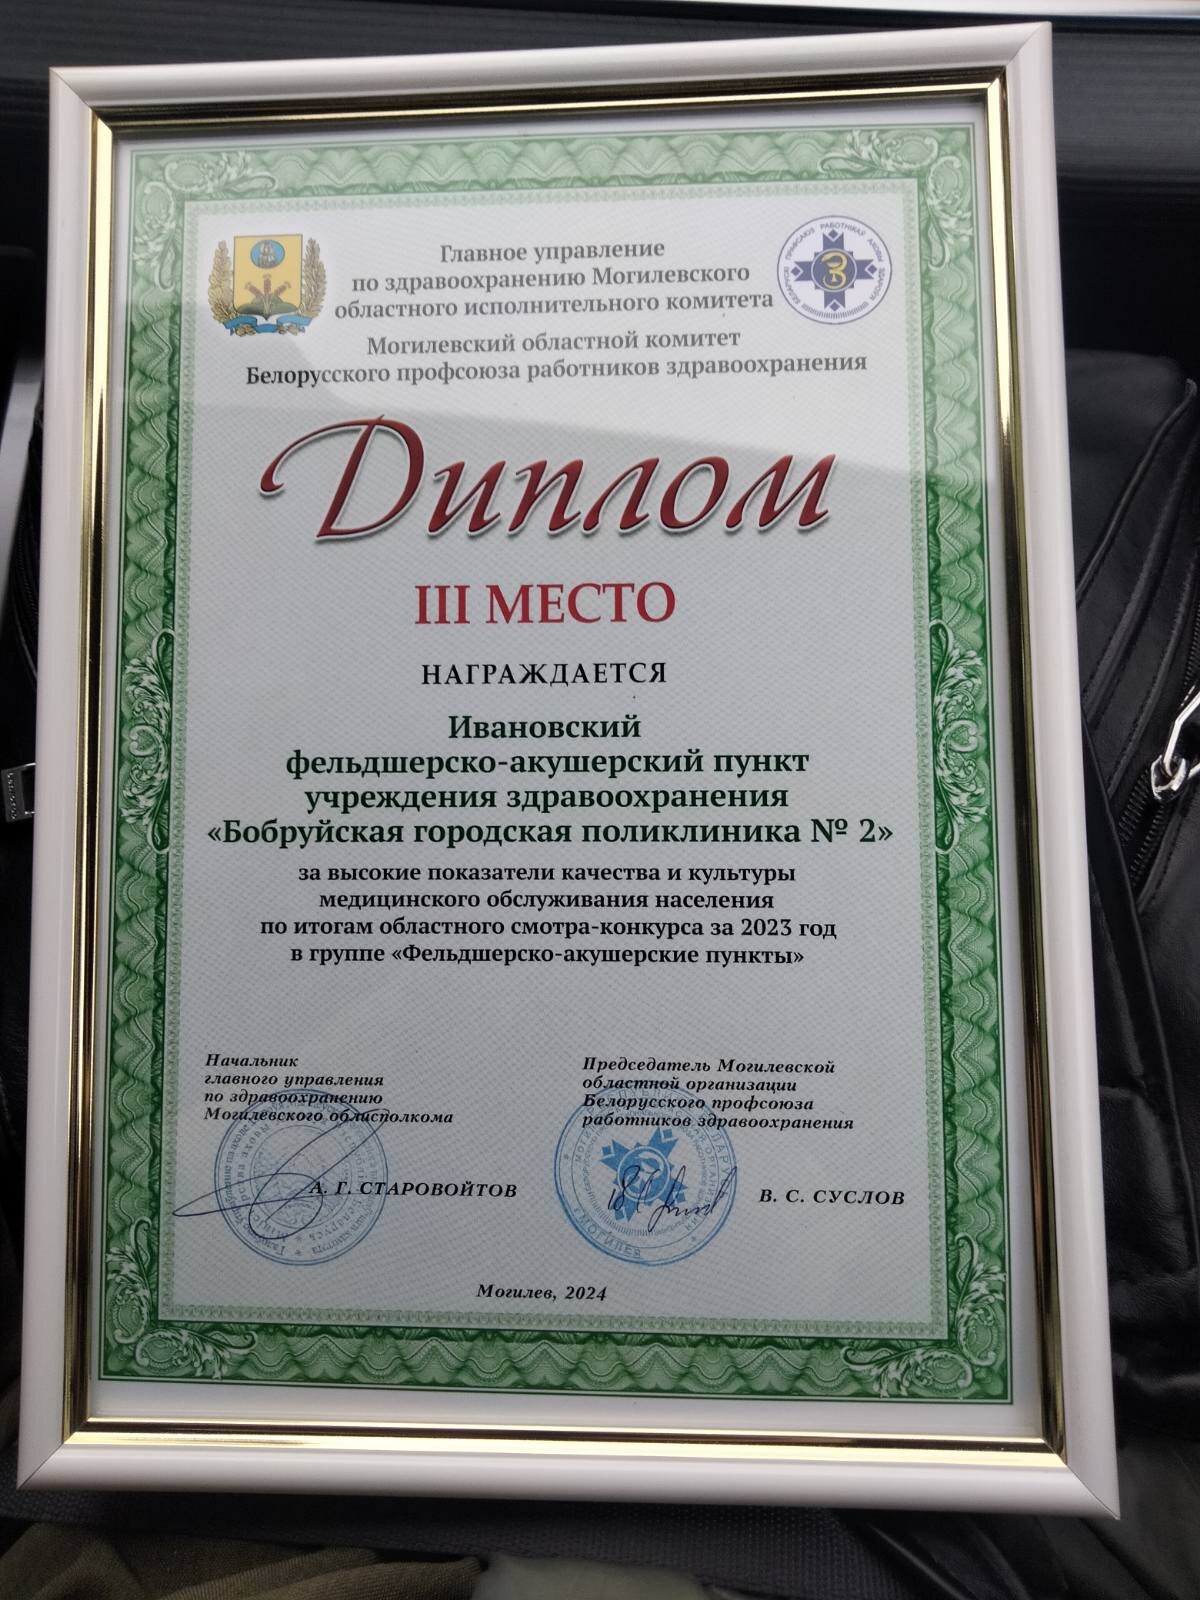 Главное управление
по здравоохранению Могилевского
областного исполнительного комитета
Могилевский областной комитет
Белорусского профсоюза работников здравоохранения
Диплом
III МЕСТО
НАГРАЖДАЕТСЯ
Ивановский
фельдшерско-акушерский пункт
учреждения здравоохранения
«Бобруйская городская поликлиника № 2»
за высокие показатели качества и культуры
медицинского обслуживания населения
по итогам областного смотра-конкурса за 2023 год
в группе «Фельдшерско-акушерские пункты»
Начальник
главного управления
по здравоохранению
Могилевского облисполкома
А. Г. СТАРОВОЙТОВ
Председатель Могилевской
областной организации
Белорусского профсоюза
работников здравоохранения
В. С. СУСЛОВ
Могилев, 2024